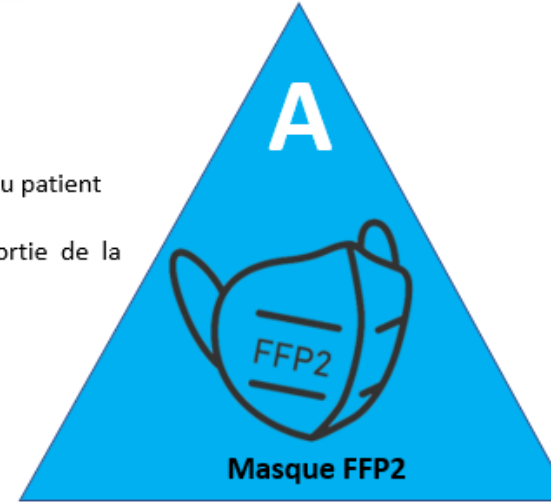 A
u patient
ortie de la
FFP2
Masque FFP2